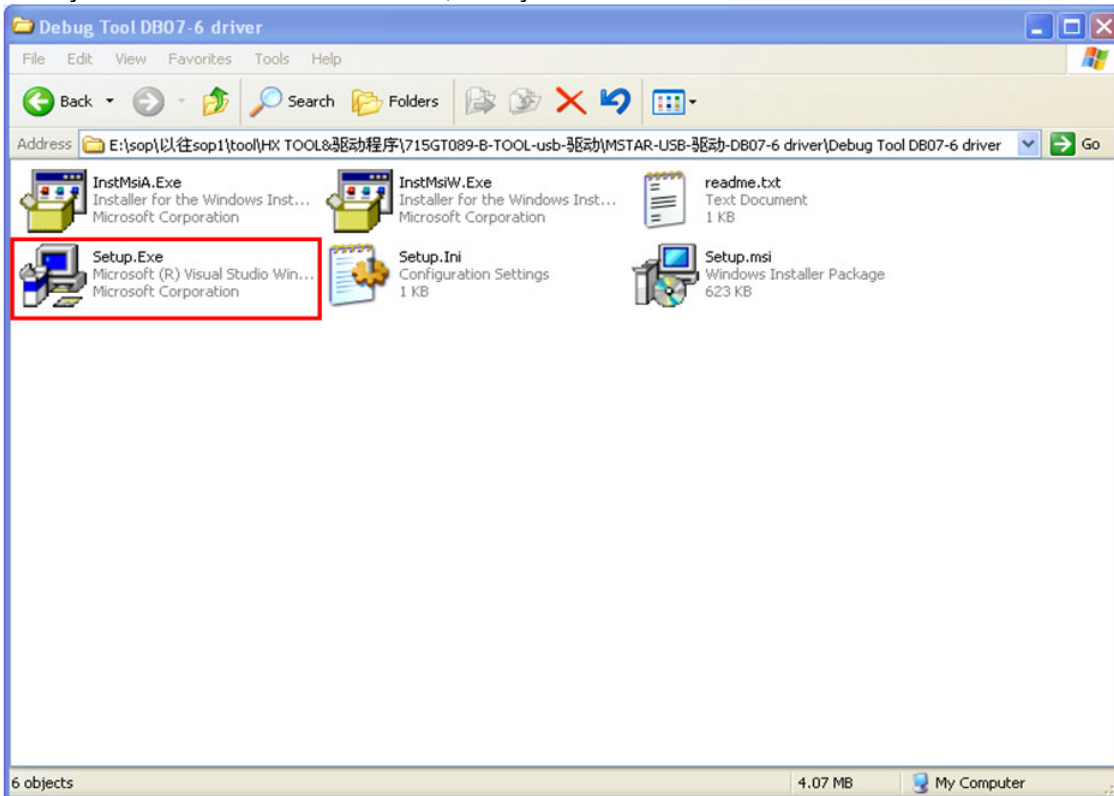 Debug Tool DB07-6 driver
File Edit View Favorites Tools Help
Back Search Folders
Address E:\sop\以往sop1\tool\HX TOOL&驱动程序\715GT089-B-TOOL-usb-驱动\MSTAR-USB-驱动-DB07-6 driver\Debug Tool DB07-6 driver Go
InstMsiA.Exe
Installer for the Windows Inst...
Microsoft Corporation
InstMsiW.Exe
Installer for the Windows Inst...
Microsoft Corporation
readme.txt
Text Document
1 KB
Setup.Exe
Microsoft (R) Visual Studio Win...
Microsoft Corporation
Setup.Ini
Configuration Settings
1 KB
Setup.msi
Windows Installer Package
623 KB
6 objects 4.07 MB My Computer